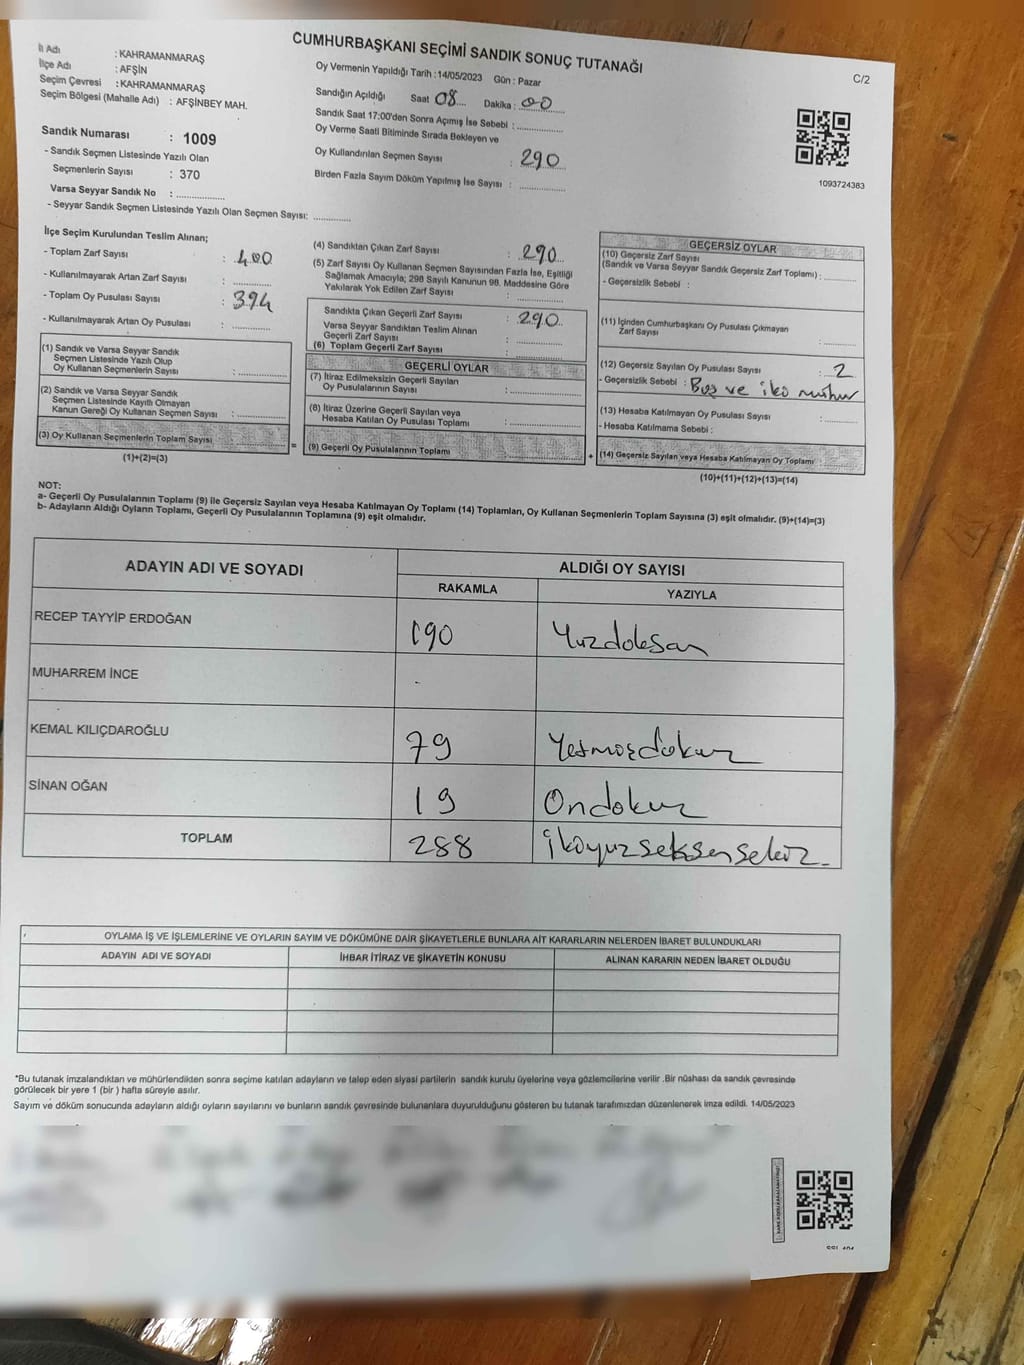 CUMHURBAŞKANI SEÇİMİ SANDIK SONUÇ TUTANAĞI
C/2
İl Adı : KAHRAMANMARAŞ
İlçe Adı : AFŞİN
Seçim Çevresi : KAHRAMANMARAŞ
Seçim Bölgesi (Mahalle Adı) : AFŞİNBEY MAH.
Sandık Numarası : 1009
- Sandık Seçmen Listesinde Yazılı Olan
Seçmenlerin Sayısı : 370
Varsa Seyyar Sandık No : ..............
- Seyyar Sandık Seçmen Listesinde Yazılı Olan Seçmen Sayısı: ............
Oy Vermenin Yapıldığı Tarih : 14/05/2023 Gün : Pazar
Sandığın Açıldığı Saat 08 Dakika : 00
Sandık Saat 17:00'den Sonra Açımış İse Sebebi : ..............
Oy Verme Saati Bitiminde Sırada Bekleyen ve
Oy Kullandırılan Seçmen Sayısı : 290
Birden Fazla Sayım Döküm Yapılmış İse Sayısı : ..............
1093724383
İlçe Seçim Kurulundan Teslim Alınan;
- Toplam Zarf Sayısı : 400
- Kullanılmayarak Artan Zarf Sayısı : ............
- Toplam Oy Pusulası Sayısı : 394
- Kullanılmayarak Artan Oy Pusulası : ............
(1) Sandık ve Varsa Seyyar Sandık
Seçmen Listesinde Yazılı Olup
Oy Kullanan Seçmenlerin Sayısı : ............
(2) Sandık ve Varsa Seyyar Sandık
Seçmen Listesinde Kayıtlı Olmayan
Kanun Gereği Oy Kullanan Seçmen Sayısı : ............
(3) Oy Kullanan Seçmenlerin Toplam Sayısı
(1)+(2)=(3)
(4) Sandıktan Çıkan Zarf Sayısı : 290
(5) Zarf Sayısı Oy Kullanan Seçmen Sayısından Fazla İse, Eşitliği
Sağlamak Amacıyla; 298 Sayılı Kanunun 98. Maddesine Göre
Yakılarak Yok Edilen Zarf Sayısı : ............
Sandıkta Çıkan Geçerli Zarf Sayısı : 290
Varsa Seyyar Sandıktan Teslim Alınan
Geçerli Zarf Sayısı : ............
(6) Toplam Geçerli Zarf Sayısı : ............
GEÇERLİ OYLAR
(7) İtiraz Edilmeksizin Geçerli Sayılan
Oy Pusulalarının Sayısı : ............
(8) İtiraz Üzerine Geçerli Sayılan veya
Hesaba Katılan Oy Pusulası Toplamı : ............
= (9) Geçerli Oy Pusulalarının Toplamı
GEÇERSİZ OYLAR
(10) Geçersiz Zarf Sayısı
(Sandık ve Varsa Seyyar Sandık Geçersiz Zarf Toplamı) : ............
- Geçersizlik Sebebi :
(11) İçinden Cumhurbaşkanı Oy Pusulası Çıkmayan
Zarf Sayısı : ............
(12) Geçersiz Sayılan Oy Pusulası Sayısı : 2
- Geçersizlik Sebebi : Boş ve iki mühür
(13) Hesaba Katılmayan Oy Pusulası Sayısı : ............
- Hesaba Katılmama Sebebi :
+ (14) Geçersiz Sayılan veya Hesaba Katılmayan Oy Toplamı
(10)+(11)+(12)+(13)=(14)
NOT:
a- Geçerli Oy Pusulalarının Toplamı (9) ile Geçersiz Sayılan veya Hesaba Katılmayan Oy Toplamı (14) Toplamları, Oy Kullanan Seçmenlerin Toplam Sayısına (3) eşit olmalıdır. (9)+(14)=(3)
b- Adayların Aldığı Oyların Toplamı, Geçerli Oy Pusulalarının Toplamına (9) eşit olmalıdır.
ADAYIN ADI VE SOYADI
ALDIĞI OY SAYISI
RAKAMLA YAZIYLA
RECEP TAYYİP ERDOĞAN 190 Yüzdoksan
MUHARREM İNCE -
KEMAL KILIÇDAROĞLU 79 Yetmişdokuz
SİNAN OĞAN 19 Ondokuz
TOPLAM 288 ikiyüzseksensekiz
OYLAMA İŞ VE İŞLEMLERİNE VE OYLARIN SAYIM VE DÖKÜMÜNE DAİR ŞİKAYETLERLE BUNLARA AİT KARARLARIN NELERDEN İBARET BULUNDUKLARI
ADAYIN ADI VE SOYADI İHBAR İTİRAZ VE ŞİKAYETİN KONUSU ALINAN KARARIN NEDEN İBARET OLDUĞU
*Bu tutanak imzalandıktan ve mühürlendikten sonra seçime katılan adayların ve talep eden siyasi partilerin sandık kurulu üyelerine veya gözlemcilerine verilir .Bir nüshası da sandık çevresinde
görülecek bir yere 1 (bir ) hafta süreyle asılır.
Sayım ve döküm sonucunda adayların aldığı oyların sayılarını ve bunların sandık çevresinde bulunanlara duyurulduğunu gösteren bu tutanak tarafımızdan düzenlenerek imza edildi. 14/05/2023